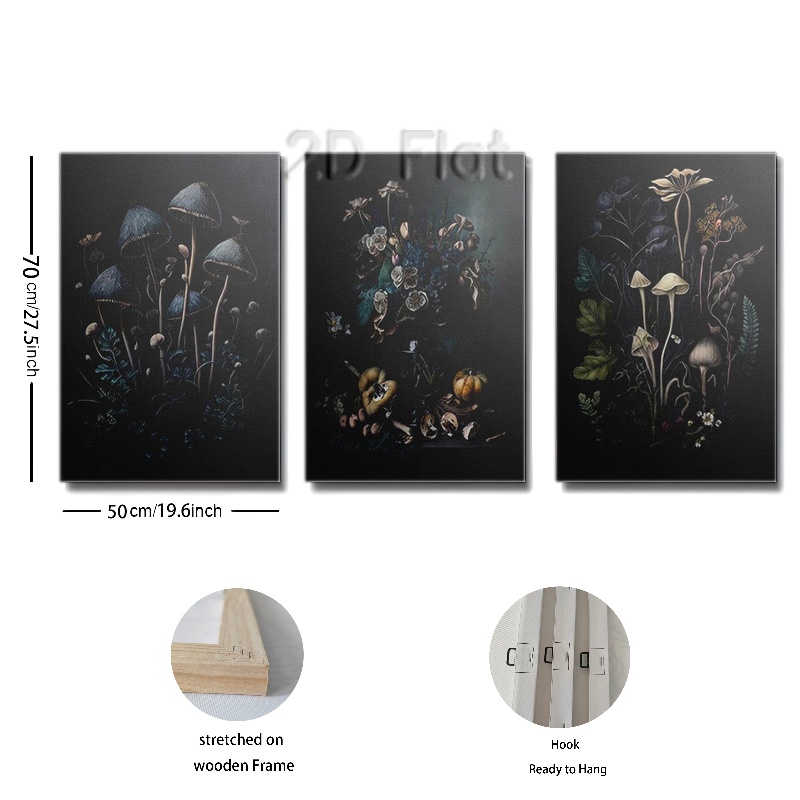 2D Flat
70cm/27.5inch
50cm/19.6inch
stretched on
wooden Frame
Hook
Ready to Hang